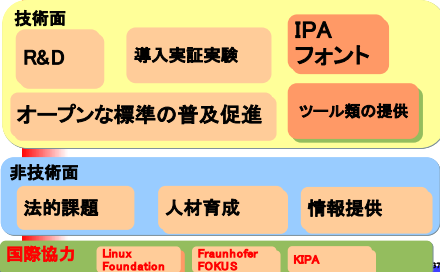 技術面
R&D
導入実証実験
IPA
フォント
オープンな標準の普及促進
ツール類の提供
非技術面
法的課題
人材育成
情報提供
国際協力
Linux
Foundation
Fraunhofer
FOKUS
KIPA